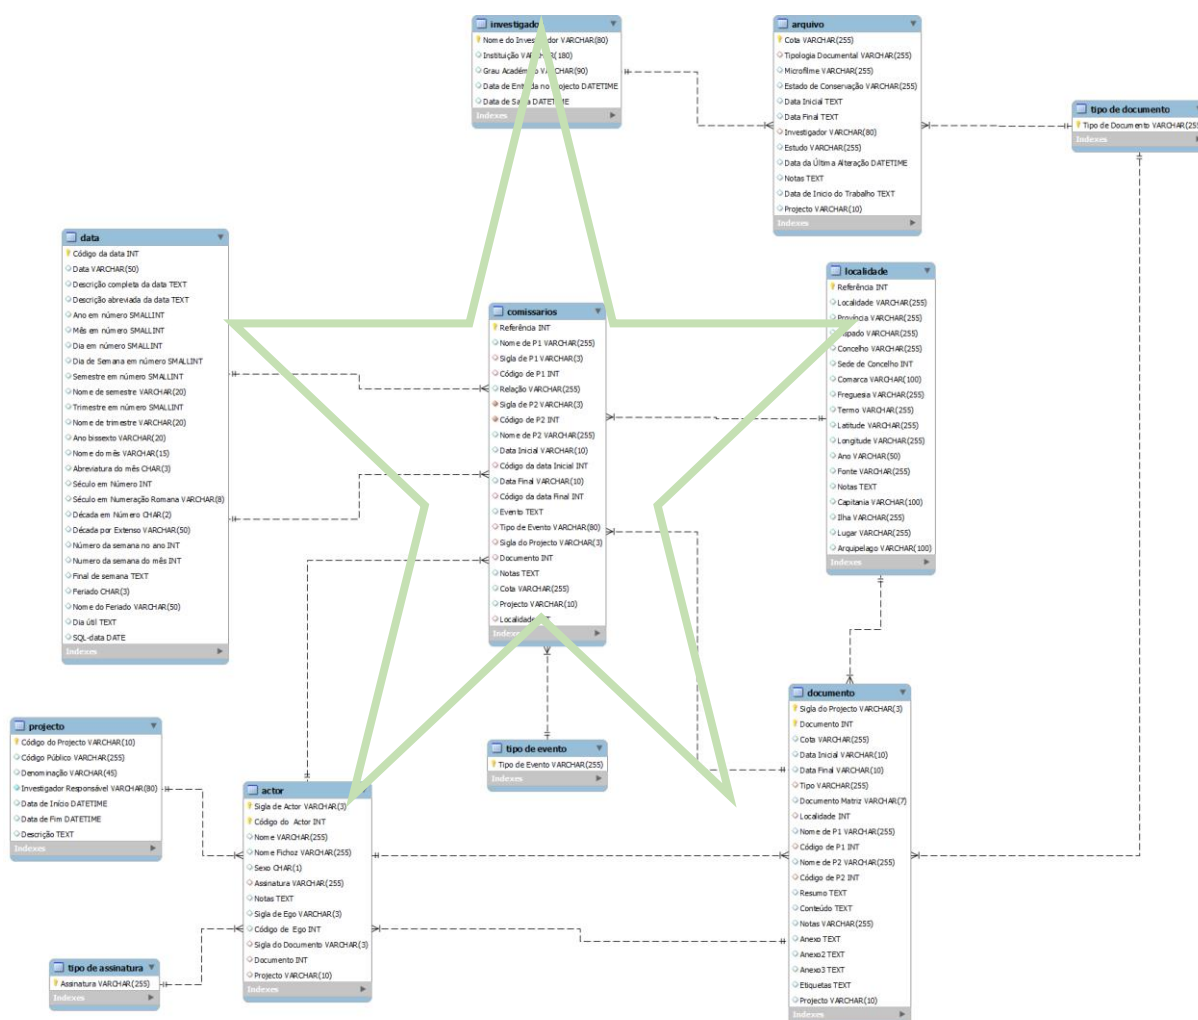 investigador
Nome do Investigador VARCHAR(80)
Instituição VARCHAR(180)
Grau Académico VARCHAR(90)
Data de Entrada no Projecto DATETIME
Data de Saída DATETIME
Indexes
arquivo
Cota VARCHAR(255)
Tipologia Documental VARCHAR(255)
Microfilme VARCHAR(255)
Estado de Conservação VARCHAR(255)
Data Inicial TEXT
Data Final TEXT
Investigador VARCHAR(80)
Estudo VARCHAR(255)
Data da Última Alteração DATETIME
Notas TEXT
Data de Inicio do Trabalho TEXT
Projecto VARCHAR(10)
Indexes
tipo de documento
Tipo de Documento VARCHAR(255
Indexes
data
Código da data INT
Data VARCHAR(50)
Descrição completa da data TEXT
Descrição abreviada da data TEXT
Ano em número SMALLINT
Mês em número SMALLINT
Dia em número SMALLINT
Dia de Semana em número SMALLINT
Semestre em número SMALLINT
Nome de semestre VARCHAR(20)
Trimestre em número SMALLINT
Nome de trimestre VARCHAR(20)
Ano bissexto VARCHAR(20)
Nome do mês VARCHAR(15)
Abreviatura do mês CHAR(3)
Século em Número INT
Século em Numeração Romana VARCHAR(8)
Década em Número CHAR(2)
Década por Extenso VARCHAR(50)
Número da semana no ano INT
Numero da semana do mês INT
Final de semana TEXT
Feriado CHAR(3)
Nome do Feriado VARCHAR(50)
Dia útil TEXT
SQL-data DATE
Indexes
comissarios
Referência INT
Nome de P1 VARCHAR(255)
Sigla de P1 VARCHAR(3)
Código de P1 INT
Relação VARCHAR(255)
Sigla de P2 VARCHAR(3)
Código de P2 INT
Nome de P2 VARCHAR(255)
Data Inicial VARCHAR(10)
Código da data Inicial INT
Data Final VARCHAR(10)
Código da data Final INT
Evento TEXT
Tipo de Evento VARCHAR(80)
Sigla do Projecto VARCHAR(3)
Documento INT
Notas TEXT
Cota VARCHAR(255)
Projecto VARCHAR(10)
Localidade INT
Indexes
localidade
Referência INT
Localidade VARCHAR(255)
Província VARCHAR(255)
VARCHAR(255)
Concelho VARCHAR(255)
Sede de Concelho INT
Comarca VARCHAR(100)
Freguesia VARCHAR(255)
Termo VARCHAR(255)
Latitude VARCHAR(255)
Longitude VARCHAR(255)
Ano VARCHAR(50)
Fonte VARCHAR(255)
Notas TEXT
Capitania VARCHAR(100)
Ilha VARCHAR(255)
Lugar VARCHAR(255)
Arquipelago VARCHAR(100)
Indexes
projecto
Código do Projecto VARCHAR(10)
Código Público VARCHAR(255)
Denominação VARCHAR(45)
Investigador Responsável VARCHAR(80)
Data de Início DATETIME
Data de Fim DATETIME
Descrição TEXT
Indexes
tipo de evento
Tipo de Evento VARCHAR(255)
Indexes
actor
Sigla de Actor VARCHAR(3)
Código do Actor INT
Nome VARCHAR(255)
Nome Fichoz VARCHAR(255)
Sexo CHAR(1)
Assinatura VARCHAR(255)
Notas TEXT
Sigla de Ego VARCHAR(3)
Código de Ego INT
Sigla do Documento VARCHAR(3)
Documento INT
Projecto VARCHAR(10)
Indexes
documento
Sigla do Projecto VARCHAR(3)
Documento INT
Cota VARCHAR(255)
Data Inicial VARCHAR(10)
Data Final VARCHAR(10)
Tipo VARCHAR(255)
Documento Matriz VARCHAR(7)
Localidade INT
Nome de P1 VARCHAR(255)
Código de P1 INT
Nome de P2 VARCHAR(255)
Código de P2 INT
Resumo TEXT
Conteúdo TEXT
Notas VARCHAR(255)
Anexo TEXT
Anexo2 TEXT
Anexo3 TEXT
Etiquetas TEXT
Projecto VARCHAR(10)
Indexes
tipo de assinatura
Assinatura VARCHAR(255)
Indexes